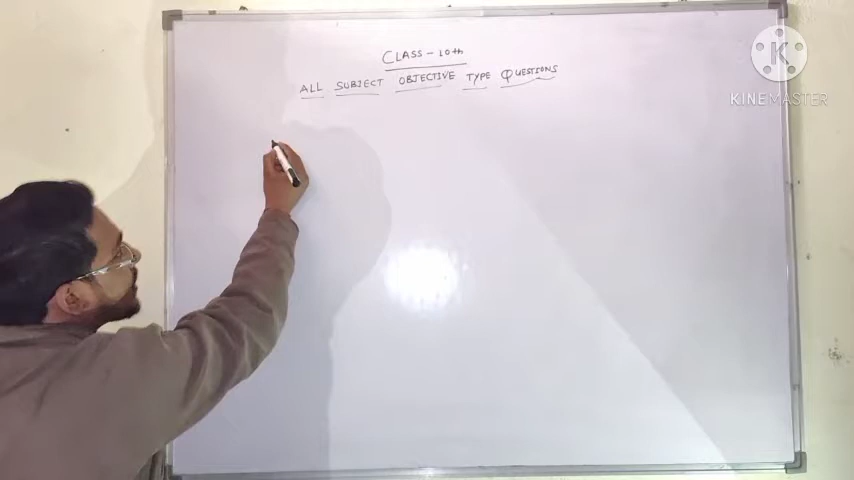 CLASS - 10th
ALL SUBJECT OBJECTIVE TYPE QUESTIONS
KINEMASTER